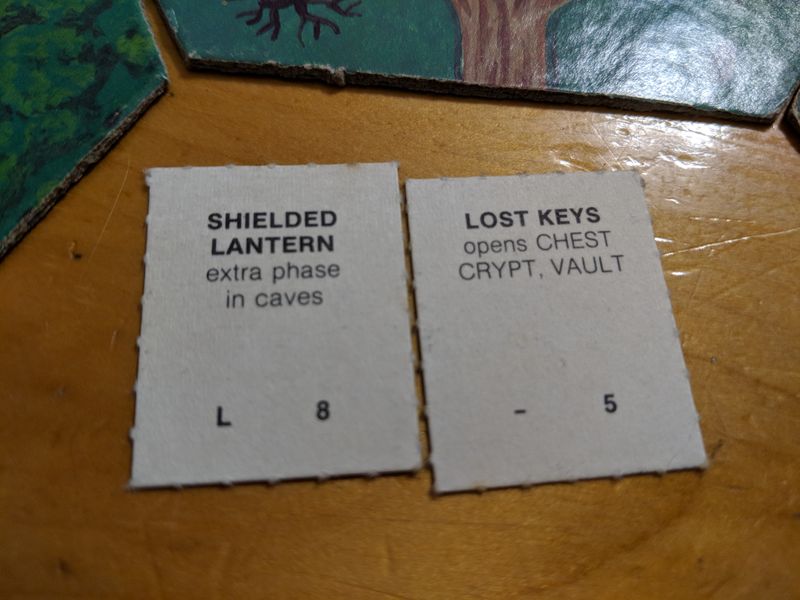 SHIELDED
LANTERN
extra phase
in caves
L 8
LOST KEYS
opens CHEST
CRYPT, VAULT
– 5